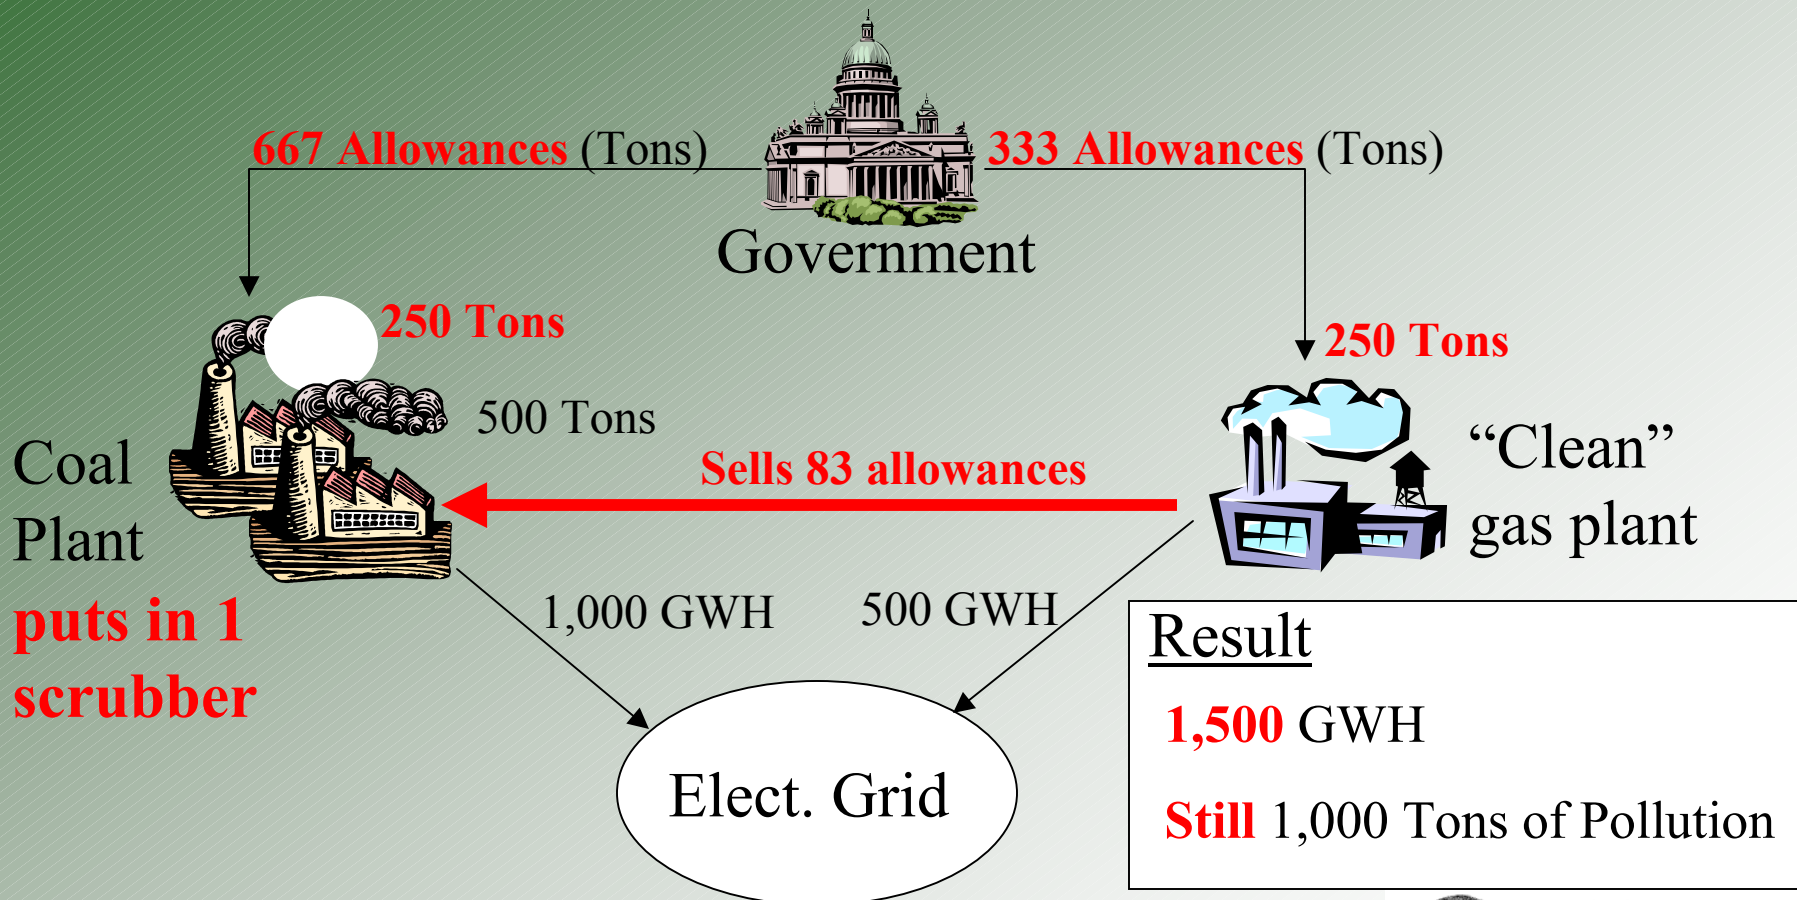 667 Allowances (Tons)
333 Allowances (Tons)
Government
250 Tons
250 Tons
500 Tons
Coal
Plant
puts in 1
scrubber
Sells 83 allowances
“Clean”
gas plant
1,000 GWH
500 GWH
Elect. Grid
Result
1,500 GWH
Still 1,000 Tons of Pollution